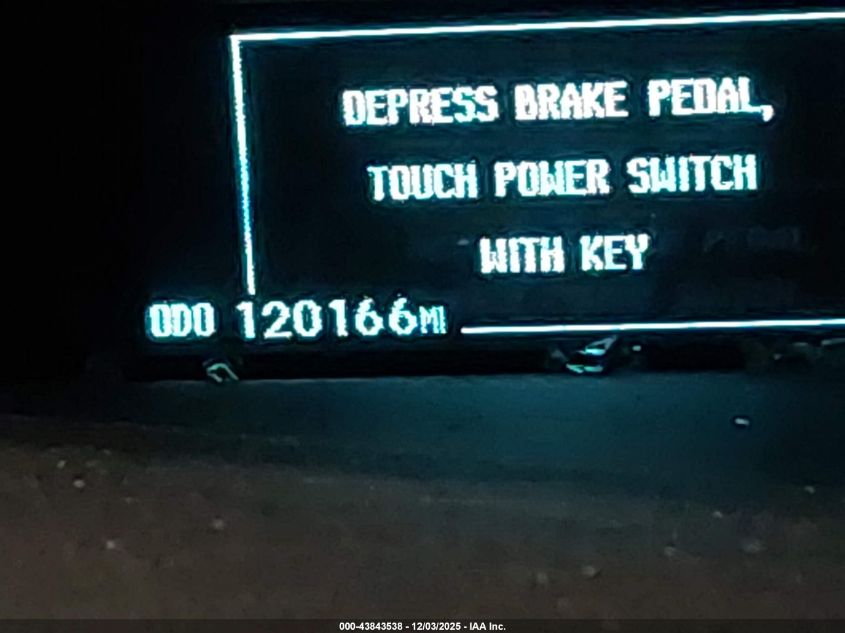 DEPRESS BRAKE PEDAL,
TOUCH POWER SWITCH
WITH KEY
ODO 120166MI
000-43843538 - 12/03/2025 - IAA Inc.